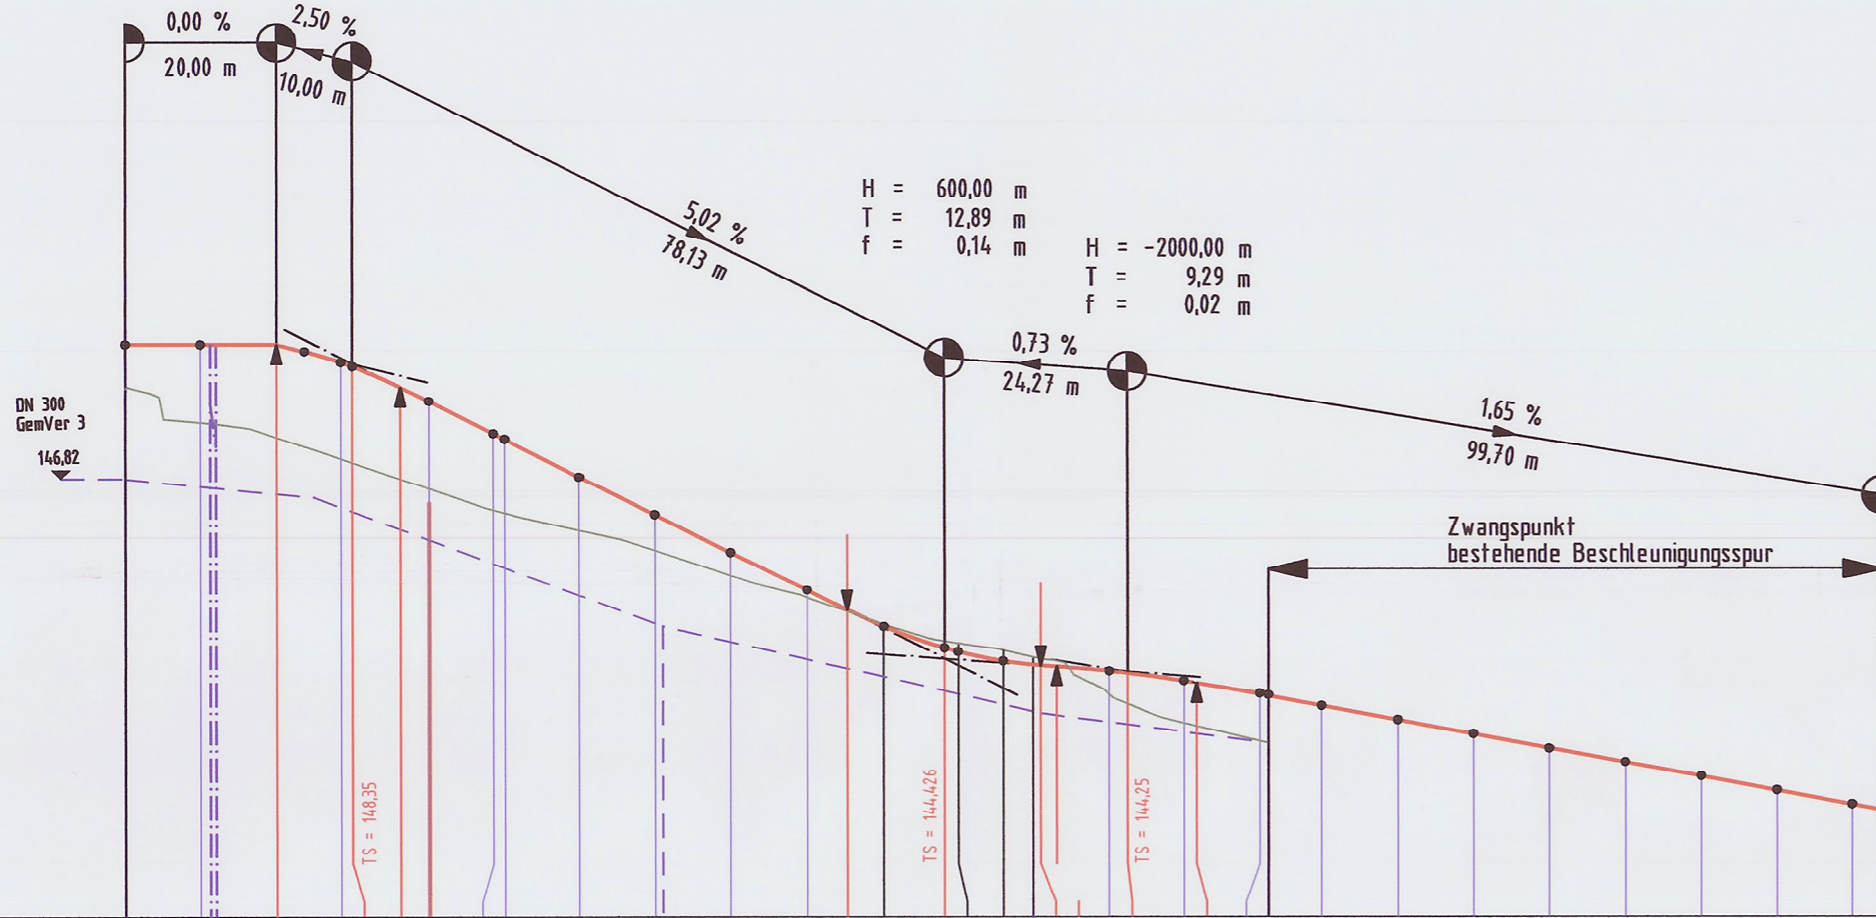 0,00 %
20,00 m
2,50 %
10,00 m
5,02 %
78,13 m
H = 600,00 m
T = 12,89 m
f = 0,14 m
H = -2000,00 m
T = 9,29 m
f = 0,02 m
0,73 %
24,27 m
1,65 %
99,70 m
DN 300
GemVer 3
146,82
Zwangspunkt
bestehende Beschleunigungsspur
TS = 148,35
TS = 144,426
TS = 144,25